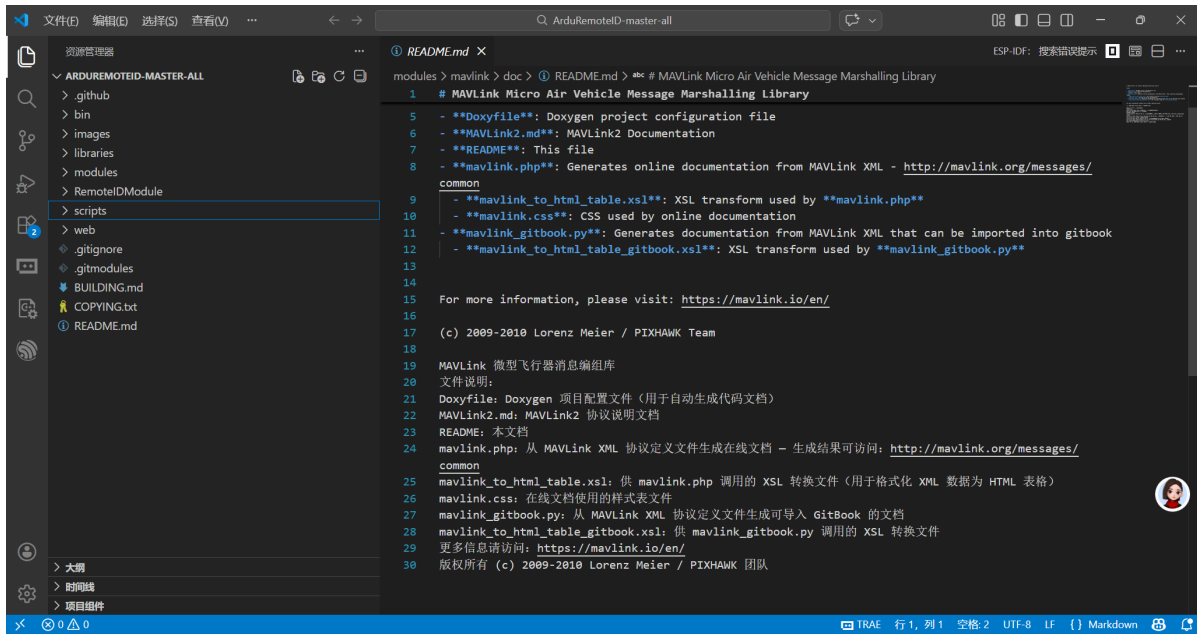 文件(F) 编辑(E) 选择(S) 查看(V) ··· ArduRemoteID-master-all
资源管理器 ···
ARDUREMOTEID-MASTER-ALL
.github
bin
images
libraries
modules
RemoteIDModule
scripts
web
.gitignore
.gitmodules
BUILDING.md
COPYING.txt
README.md
大纲
时间线
项目组件
2
README.md
ESP-IDF: 搜索错误提示 ···
modules > mavlink > doc > README.md > # MAVLink Micro Air Vehicle Message Marshalling Library
1 # MAVLink Micro Air Vehicle Message Marshalling Library
5 - **Doxyfile**: Doxygen project configuration file
6 - **MAVLink2.md**: MAVLink2 Documentation
7 - **README**: This file
8 - **mavlink.php**: Generates online documentation from MAVLink XML - http://mavlink.org/messages/
common
9 - **mavlink_to_html_table.xsl**: XSL transform used by **mavlink.php**
10 - **mavlink.css**: CSS used by online documentation
11 - **mavlink_gitbook.py**: Generates documentation from MAVLink XML that can be imported into gitbook
12 - **mavlink_to_html_table_gitbook.xsl**: XSL transform used by **mavlink_gitbook.py**
13
14
15 For more information, please visit: https://mavlink.io/en/
16
17 (c) 2009-2010 Lorenz Meier / PIXHAWK Team
18
19 MAVLink 微型飞行器消息编组库
20 文件说明:
21 Doxyfile: Doxygen 项目配置文件（用于自动生成代码文档）
22 MAVLink2.md: MAVLink2 协议说明文档
23 README: 本文档
24 mavlink.php: 从 MAVLink XML 协议定义文件生成在线文档 – 生成结果可访问: http://mavlink.org/messages/
common
25 mavlink_to_html_table.xsl: 供 mavlink.php 调用的 XSL 转换文件（用于格式化 XML 数据为 HTML 表格）
26 mavlink.css: 在线文档使用的样式表文件
27 mavlink_gitbook.py: 从 MAVLink XML 协议定义文件生成可导入 GitBook 的文档
28 mavlink_to_html_table_gitbook.xsl: 供 mavlink_gitbook.py 调用的 XSL 转换文件
29 更多信息请访问: https://mavlink.io/en/
30 版权所有 (c) 2009-2010 Lorenz Meier / PIXHAWK 团队
0 0 TRAE 行 1, 列 1 空格: 2 UTF-8 LF {} Markdown